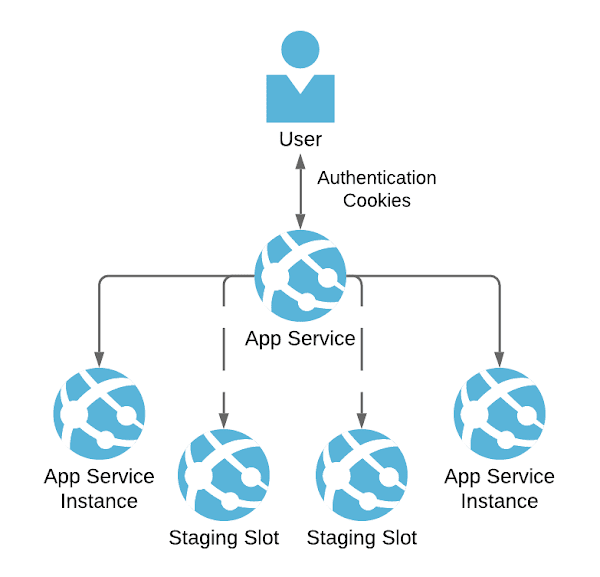 User
Authentication
Cookies
App Service
App Service
Instance
Staging Slot
Staging Slot
App Service
Instance